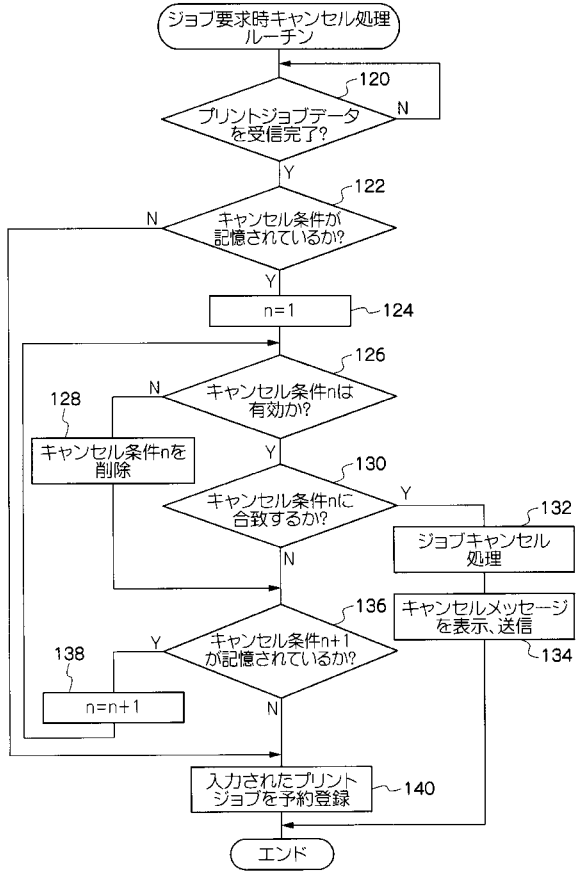 ジョブ要求時キャンセル処理
ルーチン
120
プリントジョブデータ
を受信完了?
N
Y
122
N
キャンセル条件が
記憶されているか?
Y
n=1
124
126
N
キャンセル条件nは
有効か?
128
Y
キャンセル条件nを
削除
130
キャンセル条件nに
合致するか?
Y
132
ジョブキャンセル
処理
N
136
キャンセルメッセージ
を表示、送信
134
Y
キャンセル条件n+1
が記憶されているか?
138
n=n+1
N
入力されたプリント
ジョブを予約登録
140
エンド